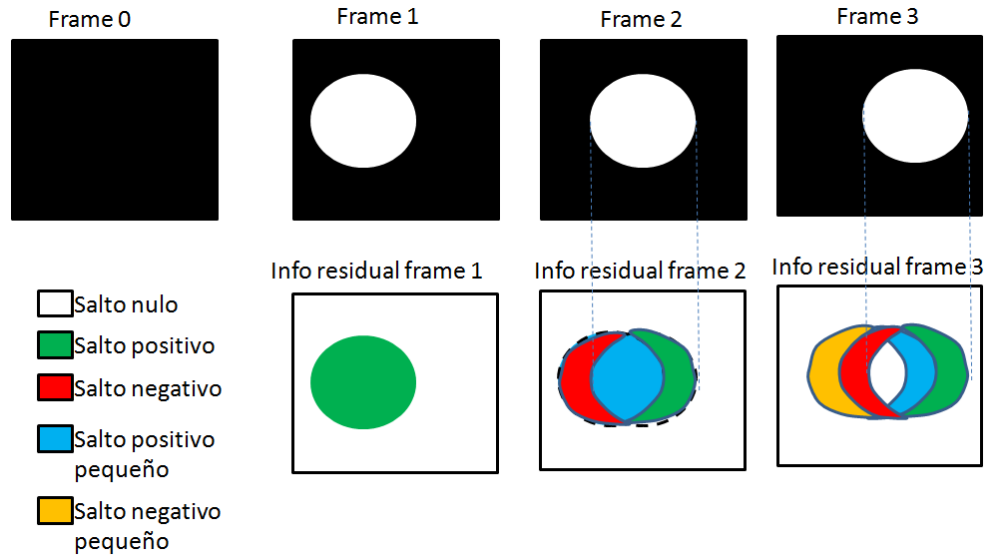 Frame 0
Frame 1
Frame 2
Frame 3
Info residual frame 1
Info residual frame 2
Info residual frame 3
Salto nulo
Salto positivo
Salto negativo
Salto positivo
pequeño
Salto negativo
pequeño